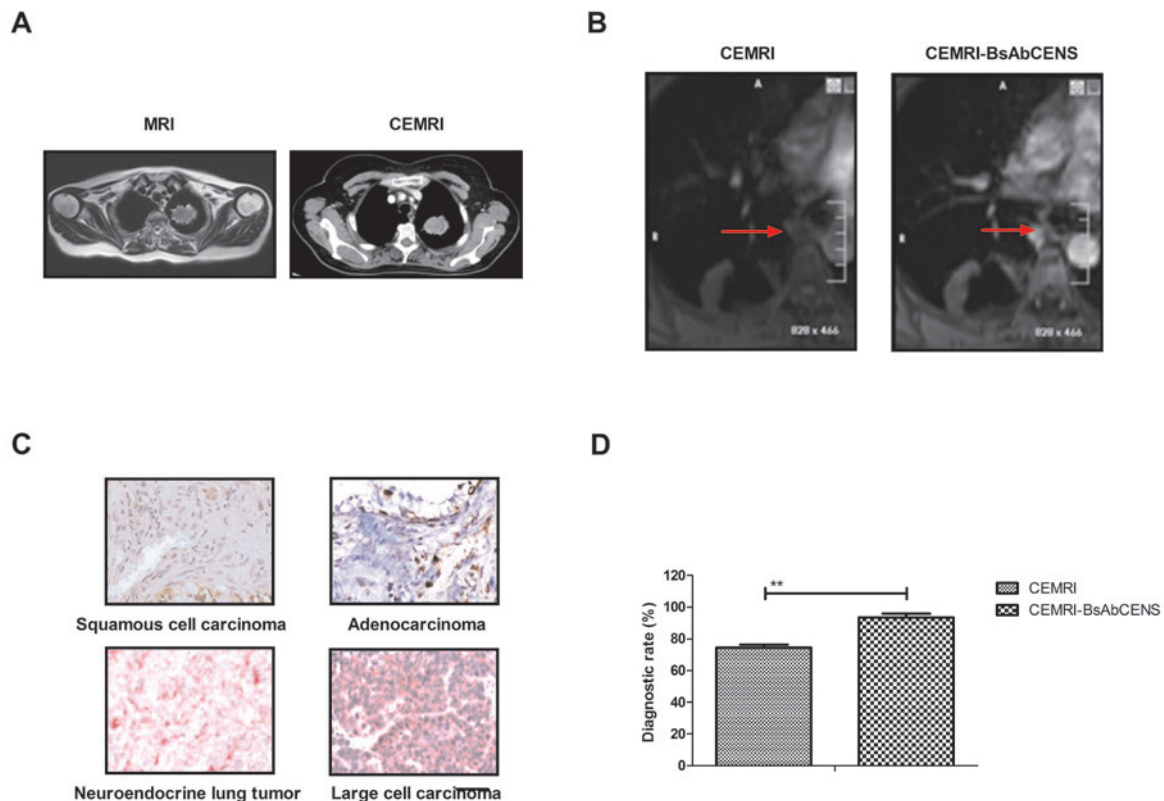 A
MRI
CEMRI
B
CEMRI
CEMRI-BsAbCENS
A
R
828 x 466
A
R
828 x 466
C
Squamous cell carcinoma
Adenocarcinoma
Neuroendocrine lung tumor
Large cell carcinoma
D
Diagnostic rate (%)
120
100
80
60
40
20
0
**
CEMRI
CEMRI-BsAbCENS